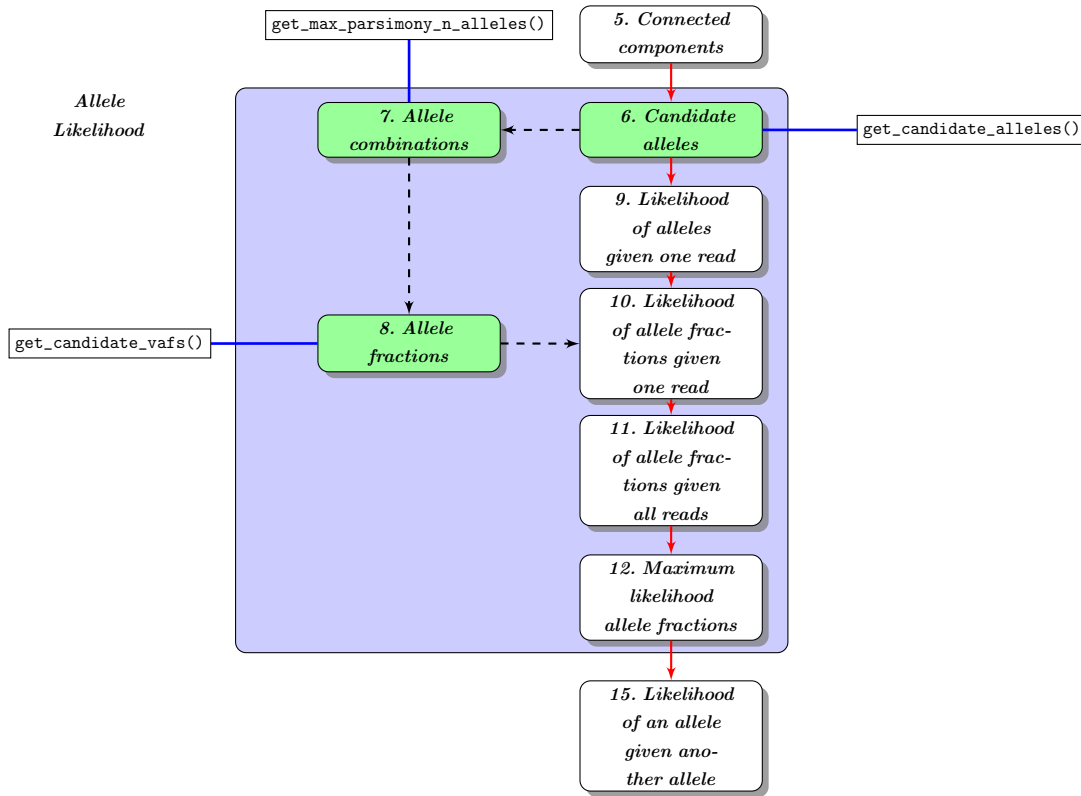 get_max_parsimony_n_alleles()
5. Connected
components
Allele
Likelihood
7. Allele
combinations
6. Candidate
alleles
get_candidate_alleles()
9. Likelihood
of alleles
given one read
get_candidate_vafs()
8. Allele
fractions
10. Likelihood
of allele frac-
tions given
one read
11. Likelihood
of allele frac-
tions given
all reads
12. Maximum
likelihood
allele fractions
15. Likelihood
of an allele
given ano-
ther allele